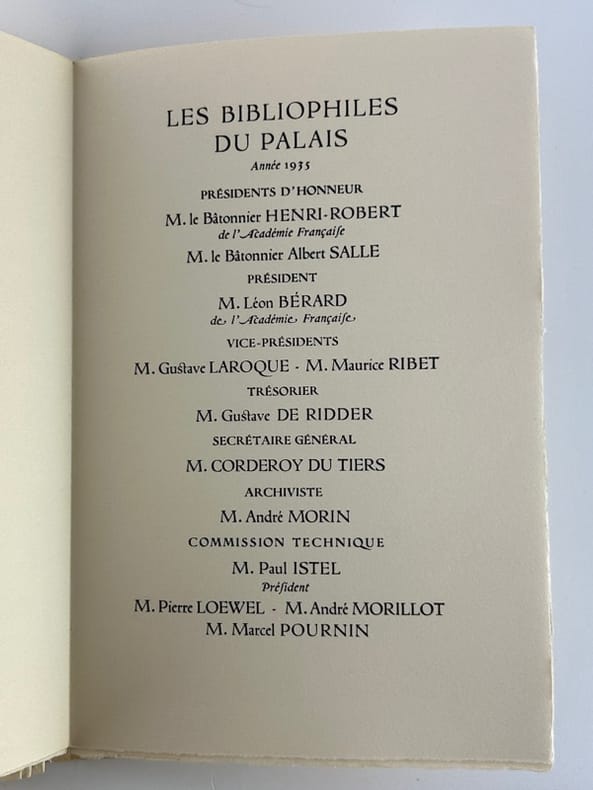 LES BIBLIOPHILES
DU PALAIS
Année 1935
PRÉSIDENTS D'HONNEUR
M. le Bâtonnier HENRI-ROBERT
de l'Académie Françaiſe
M. le Bâtonnier Albert SALLE
PRÉSIDENT
M. Léon BÉRARD
de l'Académie Françaiſe
VICE-PRÉSIDENTS
M. Gustave LAROQUE - M. Maurice RIBET
TRÉSORIER
M. Gustave DE RIDDER
SECRÉTAIRE GÉNÉRAL
M. CORDEROY DU TIERS
ARCHIVISTE
M. André MORIN
COMMISSION TECHNIQUE
M. Paul ISTEL
Préſident
M. Pierre LOEWEL - M. André MORILLOT
M. Marcel POURNIN